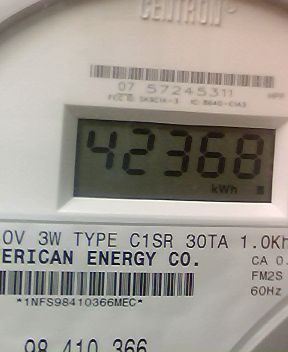 CENTRON®
07 57245311
42368
kWh
0V 3W TYPE C1SR 30TA 1.0Kh
ERICAN ENERGY CO.
CA 0.
FM2S
*1NFS98410366MEC*
60Hz
98 410 366